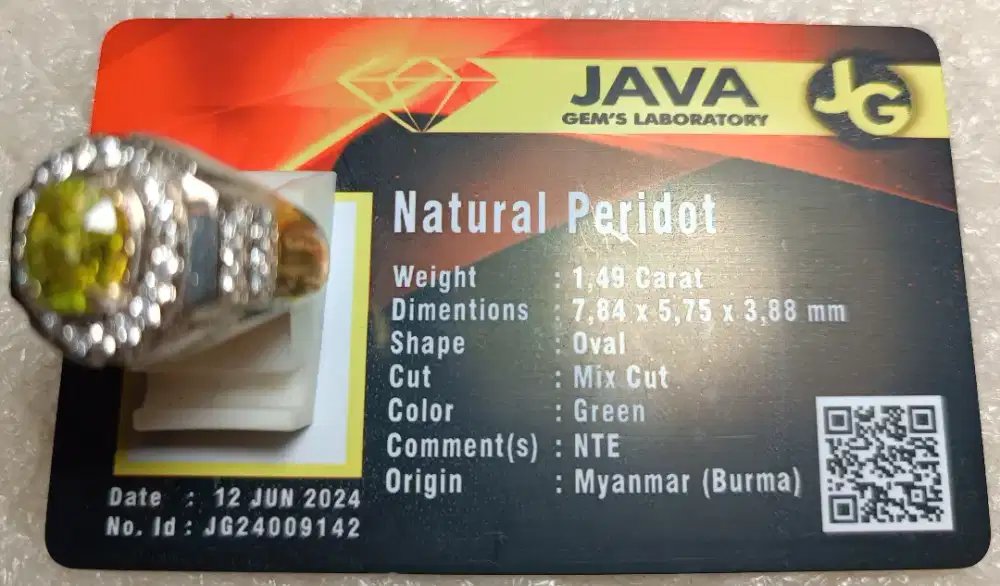 JAVA
GEM'S LABORATORY
JG
Natural Peridot
Weight : 1,49 Carat
Dimentions : 7,84 x 5,75 x 3,88 mm
Shape : Oval
Cut : Mix Cut
Color : Green
Comment(s) : NTE
Origin : Myanmar (Burma)
Date : 12 JUN 2024
No. Id : JG24009142